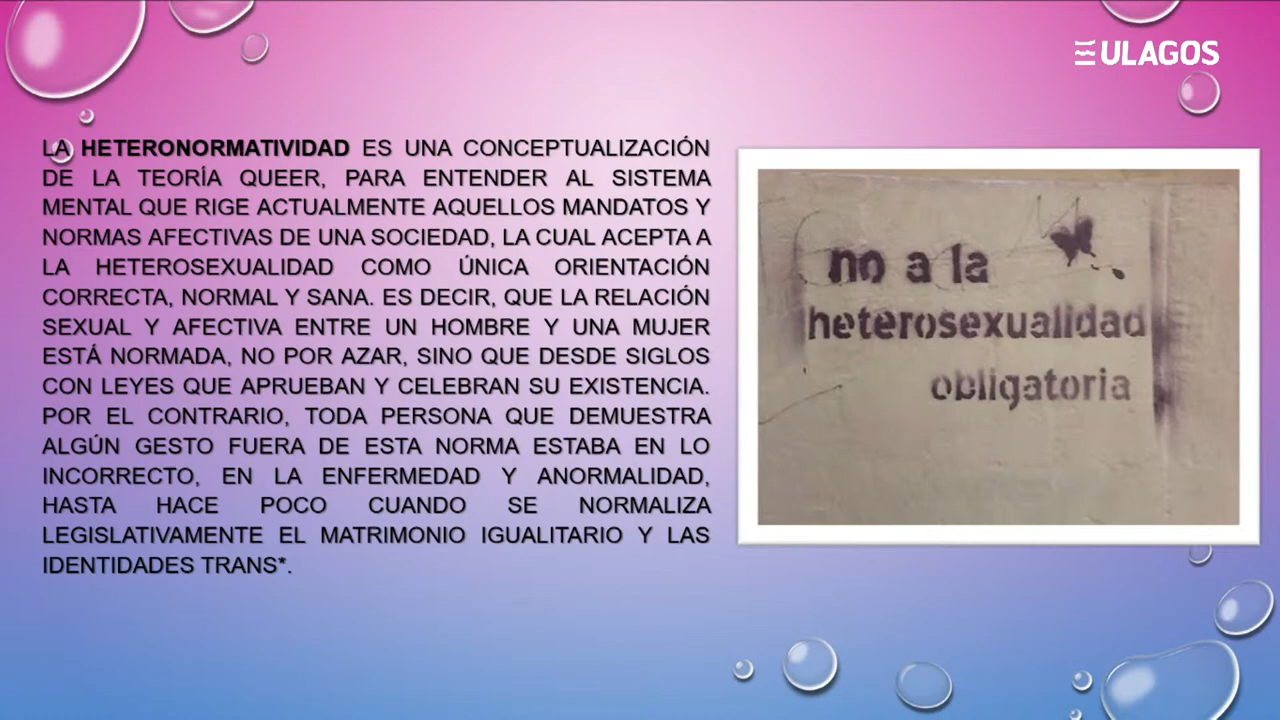 ULAGOS
LA HETERONORMATIVIDAD ES UNA CONCEPTUALIZACIÓN
DE LA TEORÍA QUEER, PARA ENTENDER AL SISTEMA
MENTAL QUE RIGE ACTUALMENTE AQUELLOS MANDATOS Y
NORMAS AFECTIVAS DE UNA SOCIEDAD, LA CUAL ACEPTA A
LA HETEROSEXUALIDAD COMO ÚNICA ORIENTACIÓN
CORRECTA, NORMAL Y SANA. ES DECIR, QUE LA RELACIÓN
SEXUAL Y AFECTIVA ENTRE UN HOMBRE Y UNA MUJER
ESTÁ NORMADA, NO POR AZAR, SINO QUE DESDE SIGLOS
CON LEYES QUE APRUEBAN Y CELEBRAN SU EXISTENCIA.
POR EL CONTRARIO, TODA PERSONA QUE DEMUESTRA
ALGÚN GESTO FUERA DE ESTA NORMA ESTABA EN LO
INCORRECTO, EN LA ENFERMEDAD Y ANORMALIDAD,
HASTA HACE POCO CUANDO SE NORMALIZA
LEGISLATIVAMENTE EL MATRIMONIO IGUALITARIO Y LAS
IDENTIDADES TRANS*.
no a la
heterosexualidad
obligatoria